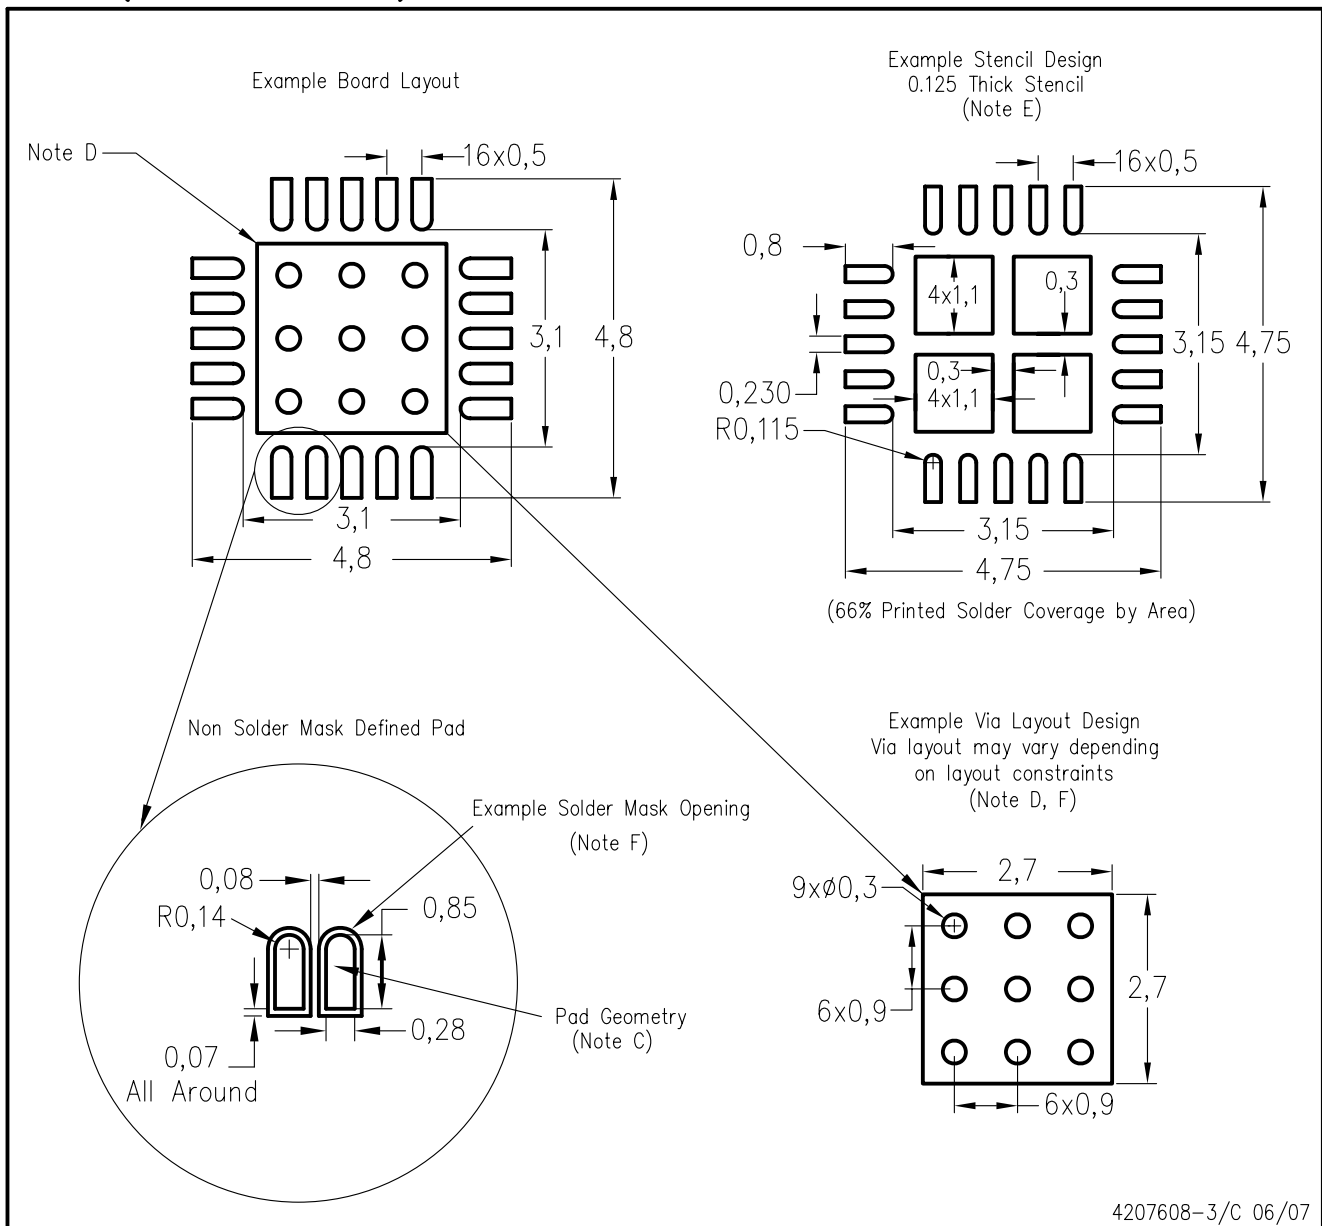 Example Board Layout
Note D
16x0,5
3,1
4,8
3,1
4,8
Example Stencil Design
0.125 Thick Stencil
(Note E)
16x0,5
0,8
4x1,1
0,3
3,15
4,75
0,3
4x1,1
0,230
R0,115
3,15
4,75
(66% Printed Solder Coverage by Area)
Non Solder Mask Defined Pad
Example Solder Mask Opening
(Note F)
0,08
R0,14
0,85
0,28
Pad Geometry
(Note C)
0,07
All Around
Example Via Layout Design
Via layout may vary depending
on layout constraints
(Note D, F)
9xø0,3
2,7
6x0,9
2,7
6x0,9
4207608-3/C 06/07